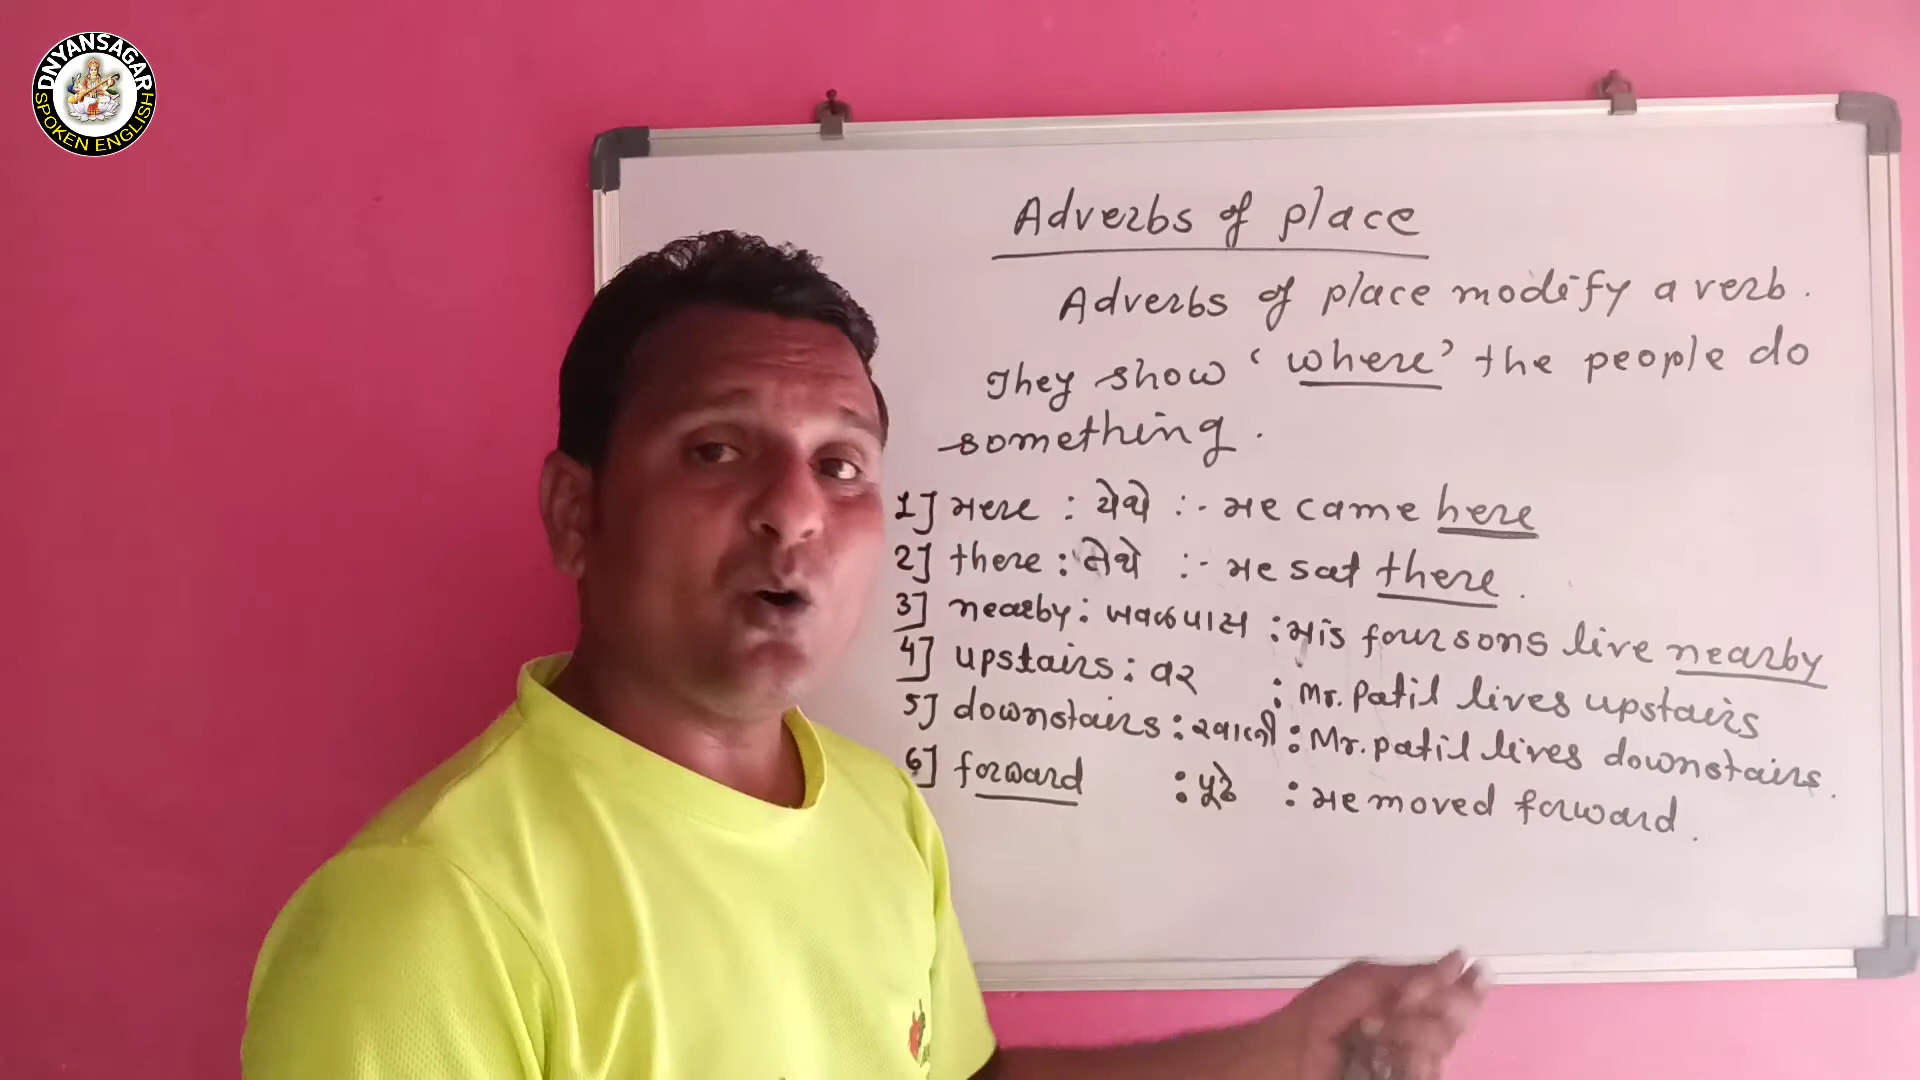 DNYANSAGAR
SPOKEN ENGLISH
Adverbs of place
Adverbs of place modify a verb.
They show 'where' the people do
something.
1] Here : येथे :- He came here
2] there : तेथे :- He sat there.
3] nearby : जवळपास : His four sons live nearby
4] upstairs : वर : Mr. Patil lives upstairs
5] downstairs : खाली : Mr. Patil lives downstairs.
6] forward : पुढे : He moved forward.